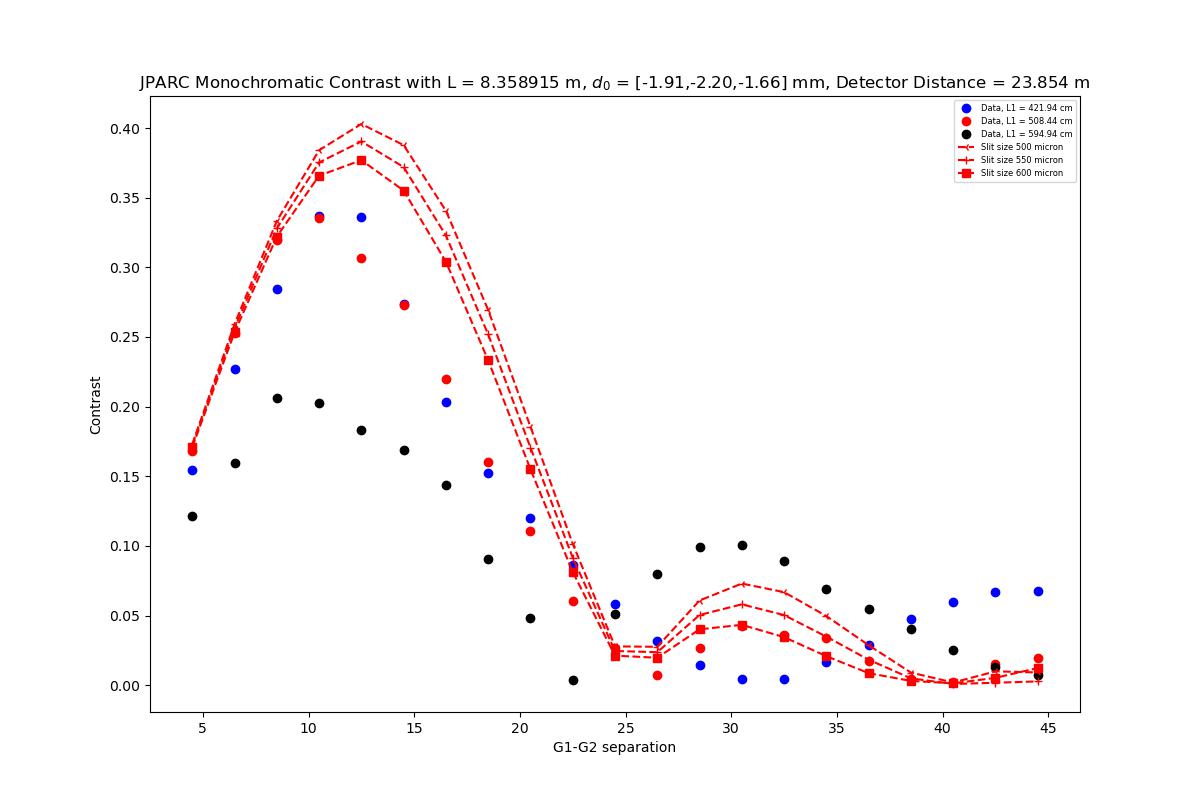 JPARC Monochromatic Contrast with L = 8.358915 m, d₀ = [-1.91,-2.20,-1.66] mm, Detector Distance = 23.854 m
Data, L1 = 421.94 cm
Data, L1 = 508.44 cm
Data, L1 = 594.94 cm
Slit size 500 micron
Slit size 550 micron
Slit size 600 micron
Contrast
0.40
0.35
0.30
0.25
0.20
0.15
0.10
0.05
0.00
5 10 15 20 25 30 35 40 45
G1-G2 separation